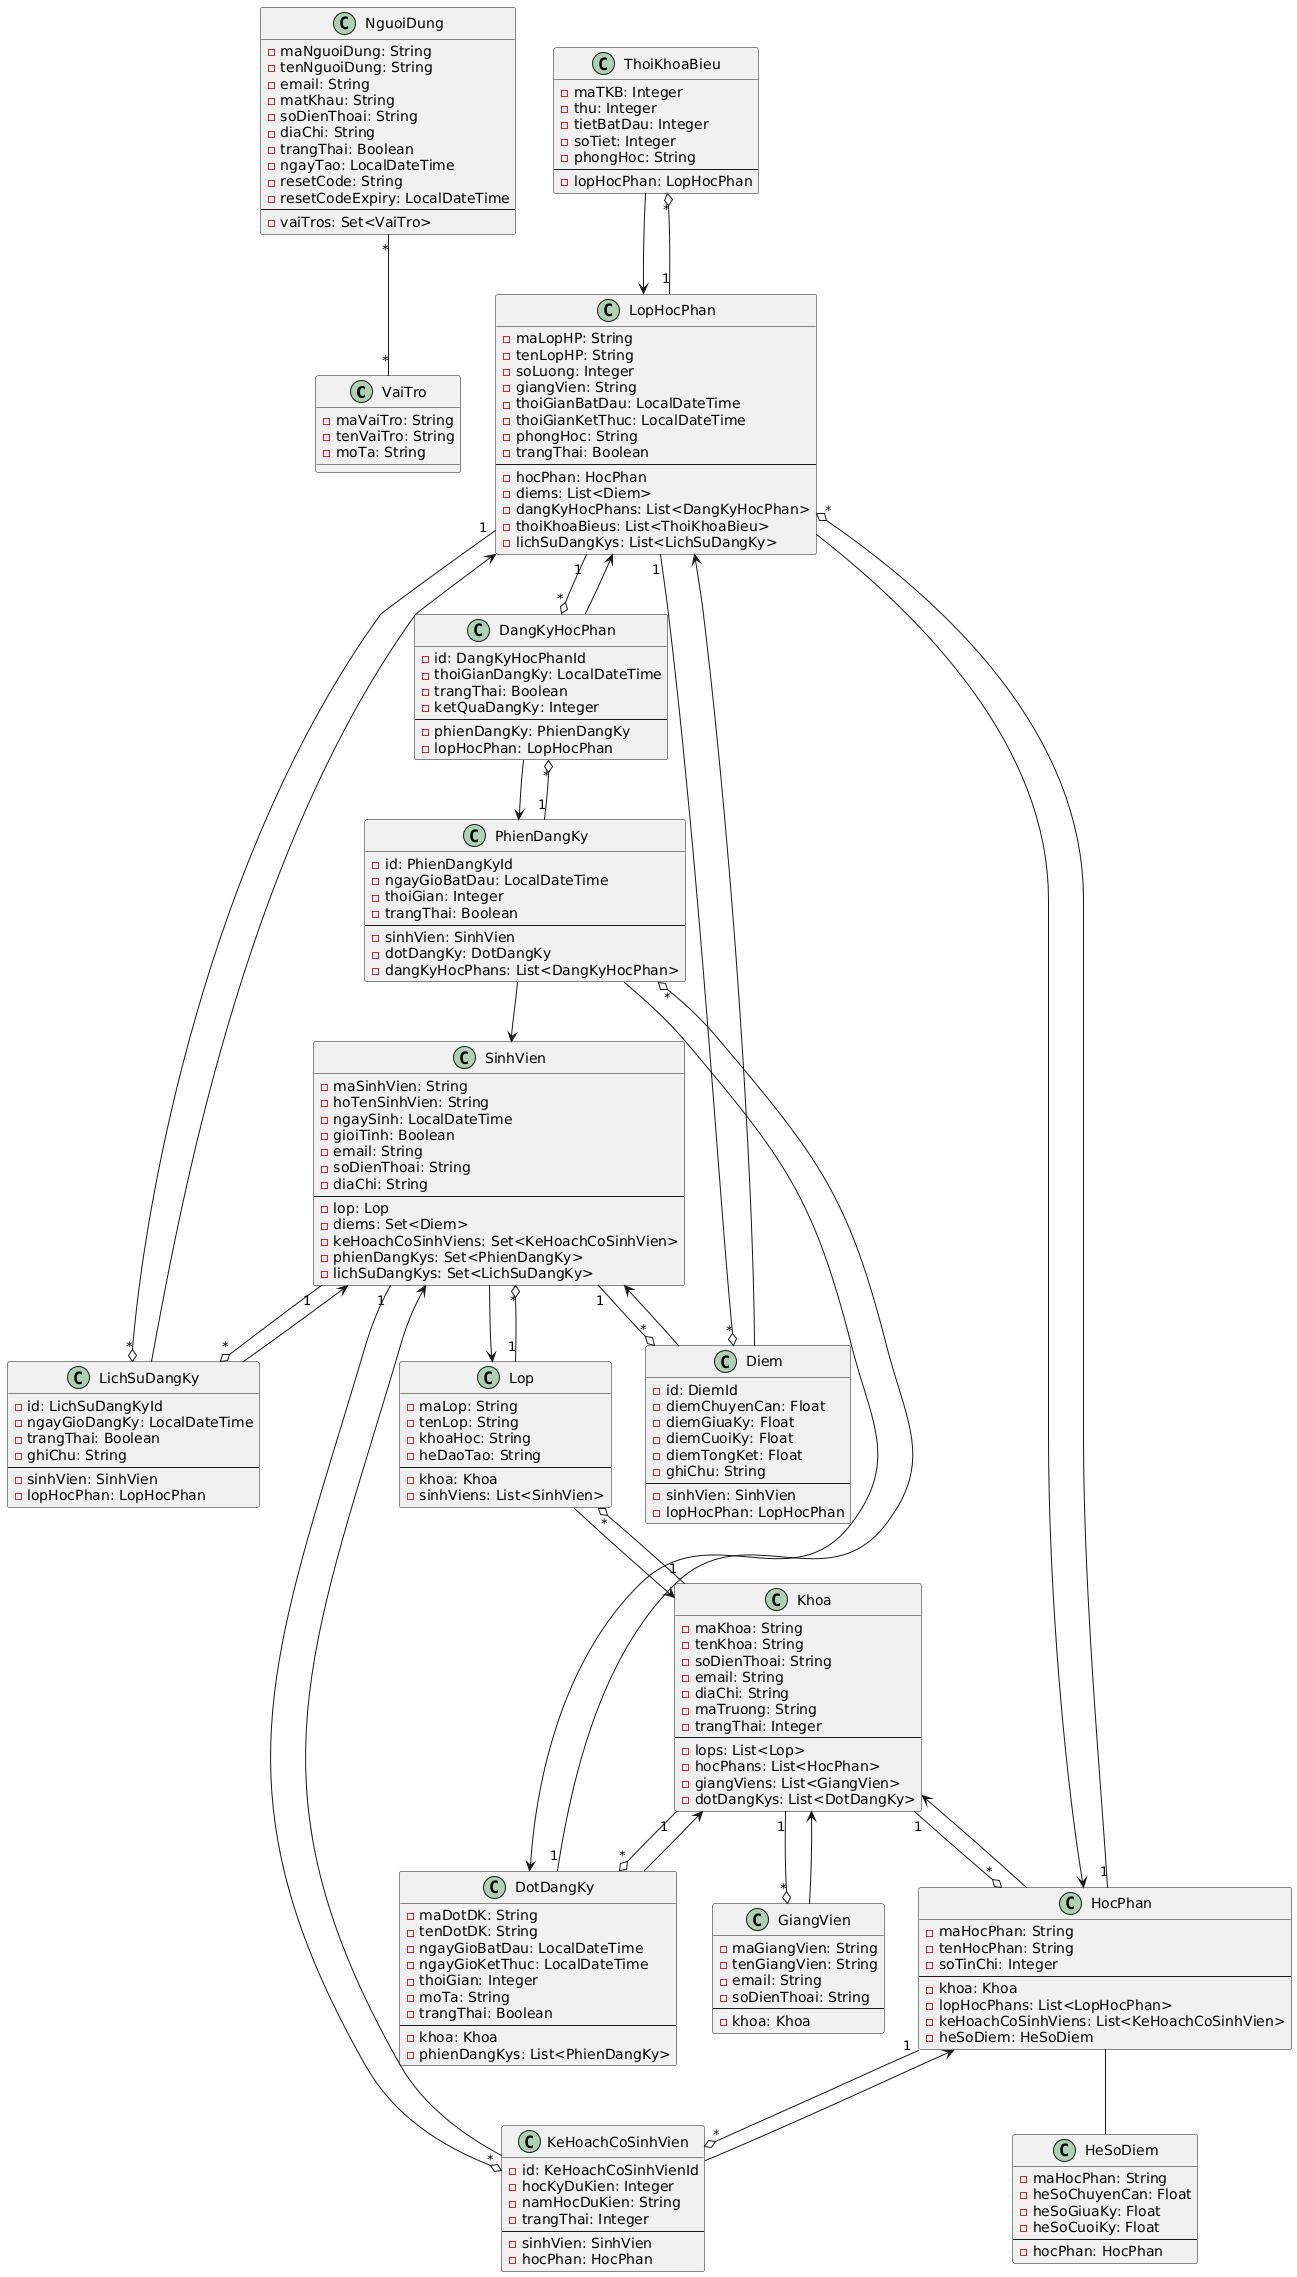 NguoiDung
maNguoiDung: String
tenNguoiDung: String
email: String
matKhau: String
soDienThoai: String
diaChi: String
trangThai: Boolean
ngayTao: LocalDateTime
resetCode: String
resetCodeExpiry: LocalDateTime
vaiTros: Set<VaiTro>
ThoiKhoaBieu
maTKB: Integer
thu: Integer
tietBatDau: Integer
soTiet: Integer
phongHoc: String
lopHocPhan: LopHocPhan
*
*
1
*
C VaiTro
maVaiTro: String
tenVaiTro: String
moTa: String
LopHocPhan
maLopHP: String
tenLopHP: String
soLuong: Integer
giangVien: String
thoiGianBatDau: LocalDateTime
thoiGianKetThuc: LocalDateTime
phongHoc: String
trangThai: Boolean
hocPhan: HocPhan
diems: List<Diem>
dangKyHocPhans: List<DangKyHocPhan>
thoiKhoaBieus: List<ThoiKhoaBieu>
lichSuDangKys: List<LichSuDangKy>
*
1
1
1
*
DangKyHocPhan
id: DangKyHocPhanId
thoiGianDangKy: LocalDateTime
trangThai: Boolean
ketQuaDangKy: Integer
phienDangKy: PhienDangKy
lopHocPhan: LopHocPhan
*
1
PhienDangKy
id: PhienDangKyId
ngayGioBatDau: LocalDateTime
thoiGian: Integer
trangThai: Boolean
sinhVien: SinhVien
dotDangKy: DotDangKy
dangKyHocPhans: List<DangKyHocPhan>
*
SinhVien
maSinhVien: String
hoTenSinhVien: String
ngaySinh: LocalDateTime
gioiTinh: Boolean
email: String
soDienThoai: String
diaChi: String
lop: Lop
diems: Set<Diem>
keHoachCoSinhViens: Set<KeHoachCoSinhVien>
phienDangKys: Set<PhienDangKy>
lichSuDangKys: Set<LichSuDangKy>
1
1
*
1
*
*
1
*
*
LichSuDangKy
id: LichSuDangKyId
ngayGioDangKy: LocalDateTime
trangThai: Boolean
ghiChu: String
sinhVien: SinhVien
lopHocPhan: LopHocPhan
Lop
maLop: String
tenLop: String
khoaHoc: String
heDaoTao: String
khoa: Khoa
sinhViens: List<SinhVien>
Diem
id: DiemId
diemChuyenCan: Float
diemGiuaKy: Float
diemCuoiKy: Float
diemTongKet: Float
ghiChu: String
sinhVien: SinhVien
lopHocPhan: LopHocPhan
*
1
Khoa
maKhoa: String
tenKhoa: String
soDienThoai: String
email: String
diaChi: String
maTruong: String
trangThai: Integer
lops: List<Lop>
hocPhans: List<HocPhan>
giangViens: List<GiangVien>
dotDangKys: List<DotDangKy>
1
1
1
1
*
*
*
1
DotDangKy
maDotDK: String
tenDotDK: String
ngayGioBatDau: LocalDateTime
ngayGioKetThuc: LocalDateTime
thoiGian: Integer
moTa: String
trangThai: Boolean
khoa: Khoa
phienDangKys: List<PhienDangKy>
GiangVien
maGiangVien: String
tenGiangVien: String
email: String
soDienThoai: String
khoa: Khoa
HocPhan
maHocPhan: String
tenHocPhan: String
soTinChi: Integer
khoa: Khoa
lopHocPhans: List<LopHocPhan>
keHoachCoSinhViens: List<KeHoachCoSinhVien>
heSoDiem: HeSoDiem
1
*
*
KeHoachCoSinhVien
id: KeHoachCoSinhVienId
hocKyDuKien: Integer
namHocDuKien: String
trangThai: Integer
sinhVien: SinhVien
hocPhan: HocPhan
HeSoDiem
maHocPhan: String
heSoChuyenCan: Float
heSoGiuaKy: Float
heSoCuoiKy: Float
hocPhan: HocPhan